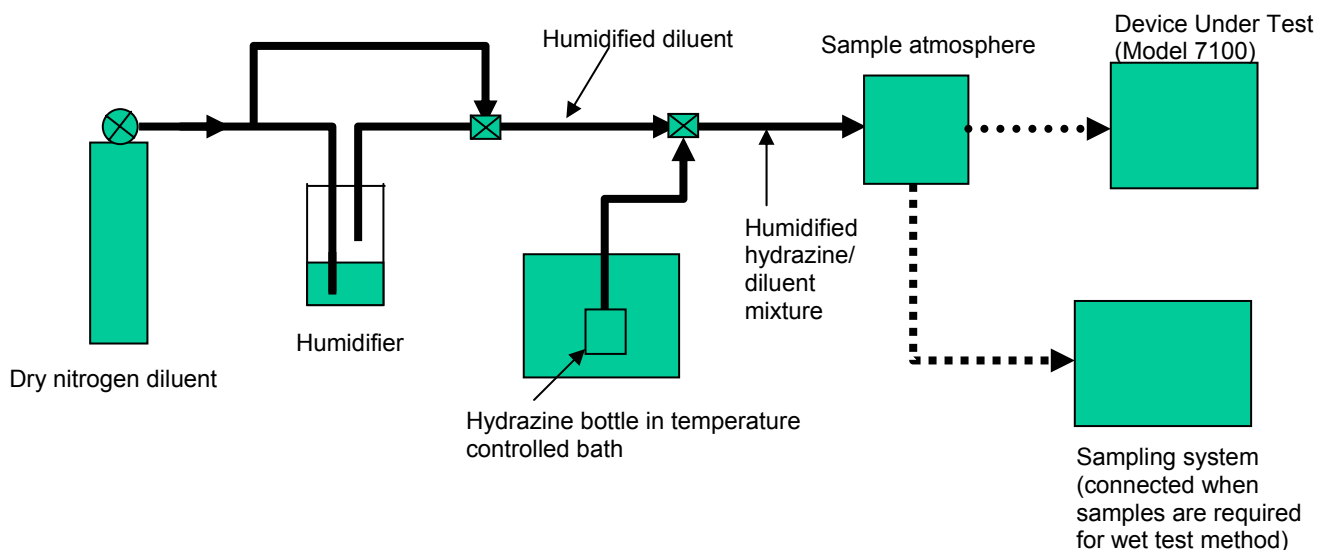 Humidified diluent
Sample atmosphere
Device Under Test
(Model 7100)
Humidifier
Dry nitrogen diluent
Hydrazine bottle in temperature
controlled bath
Humidified
hydrazine/
diluent
mixture
Sampling system
(connected when
samples are required
for wet test method)